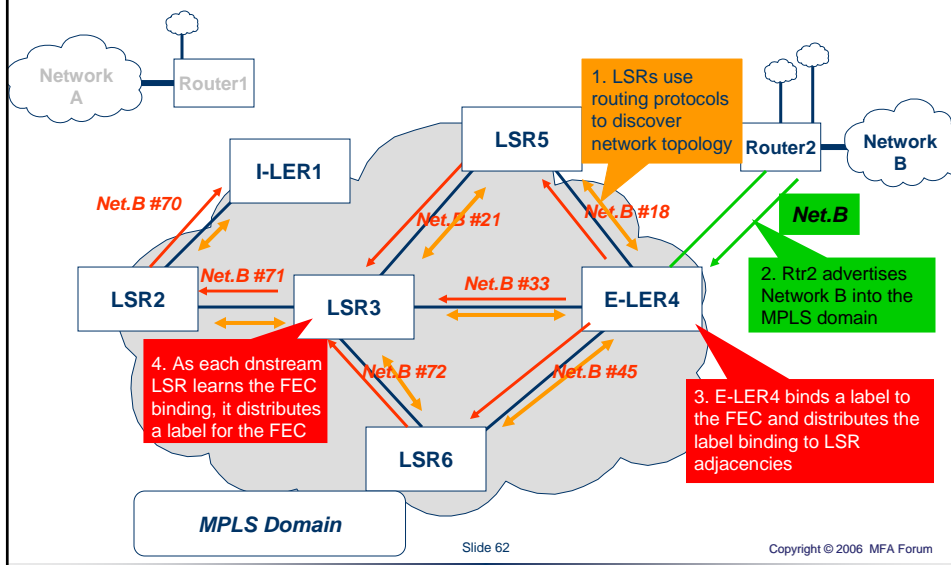 Network
A
Router1
1. LSRs use
routing protocols
to discover
network topology
LSR5
Router2
Network
B
I-LER1
Net.B #70
Net.B #21
Net.B #18
Net.B
Net.B #71
Net.B #33
LSR2
LSR3
E-LER4
2. Rtr2 advertises
Network B into the
MPLS domain
4. As each dnstream
LSR learns the FEC
binding, it distributes
a label for the FEC
Net.B #72
Net.B #45
3. E-LER4 binds a label to
the FEC and distributes the
label binding to LSR
adjacencies
LSR6
MPLS Domain
Slide 62
Copyright © 2006 MFA Forum